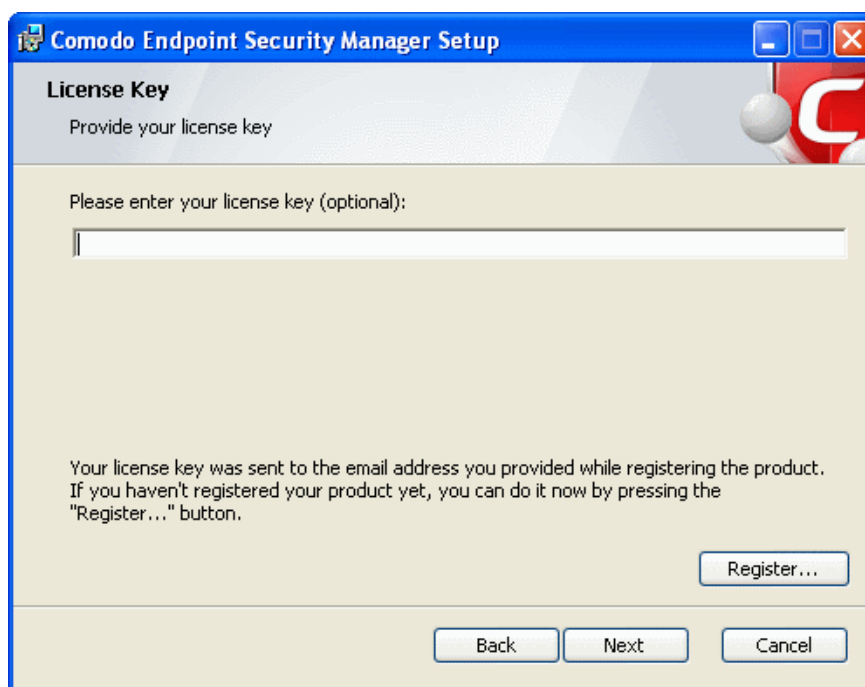 Comodo Endpoint Security Manager Setup
License Key
Provide your license key
Please enter your license key (optional):
Your license key was sent to the email address you provided while registering the product.
If you haven't registered your product yet, you can do it now by pressing the
"Register..." button.
Register...
Back
Next
Cancel